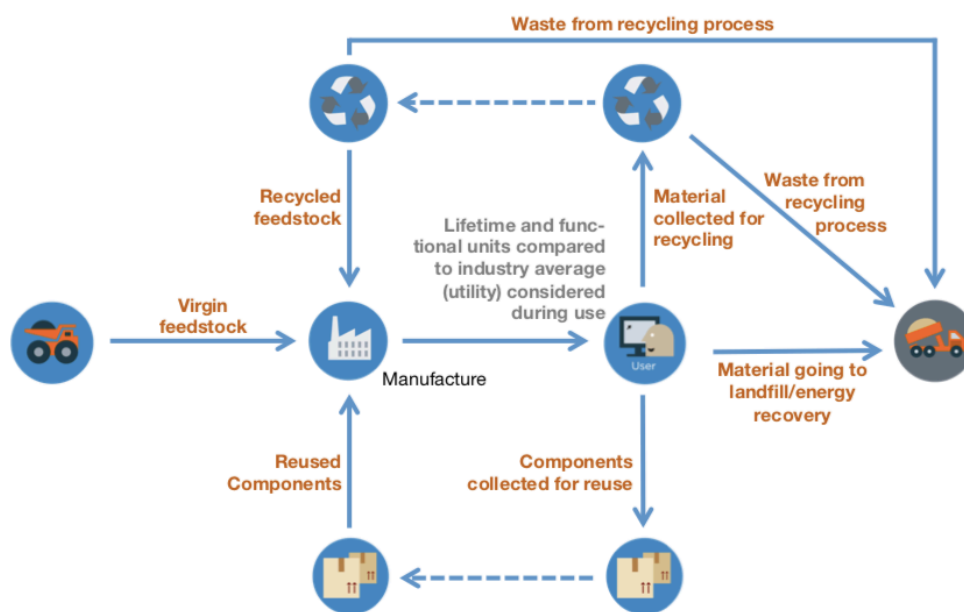 Waste from recycling process
Recycled
feedstock
Lifetime and func-
tional units compared
to industry average
(utility) considered
during use
Material
collected for
recycling
Waste from
recycling
process
Virgin
feedstock
Manufacture
User
Material going to
landfill/energy
recovery
Reused
Components
Components
collected for reuse